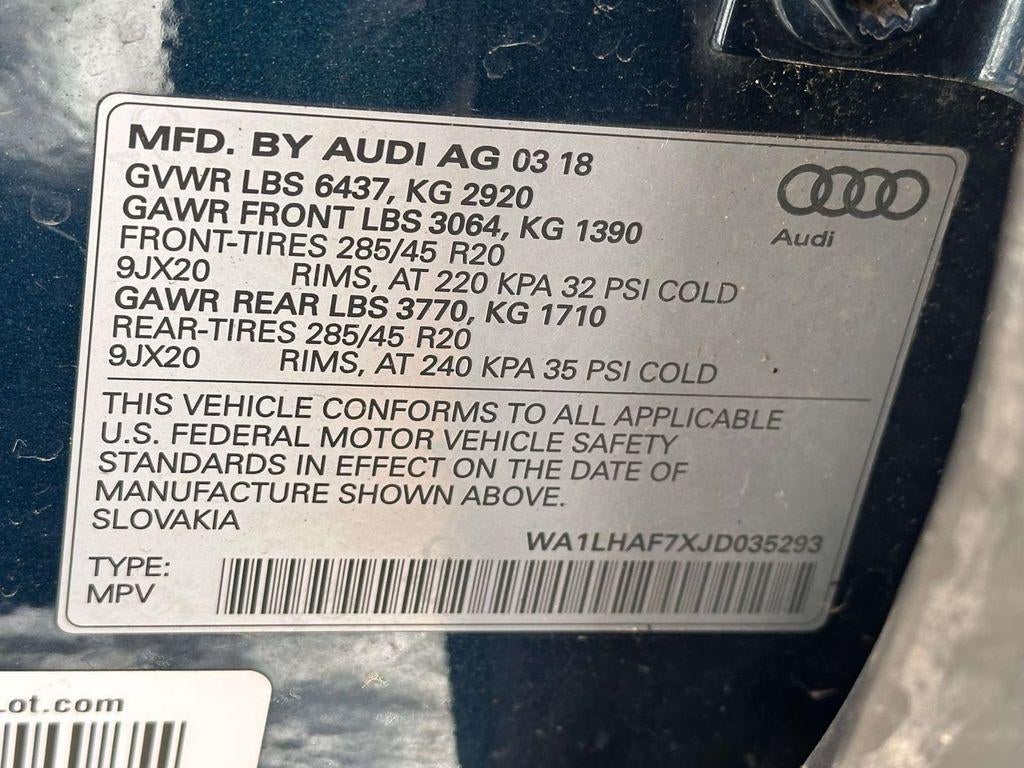 MFD. BY AUDI AG 03 18
GVWR LBS 6437, KG 2920
GAWR FRONT LBS 3064, KG 1390
FRONT-TIRES 285/45 R20
9JX20 RIMS, AT 220 KPA 32 PSI COLD
GAWR REAR LBS 3770, KG 1710
REAR-TIRES 285/45 R20
9JX20 RIMS, AT 240 KPA 35 PSI COLD
Audi
THIS VEHICLE CONFORMS TO ALL APPLICABLE
U.S. FEDERAL MOTOR VEHICLE SAFETY
STANDARDS IN EFFECT ON THE DATE OF
MANUFACTURE SHOWN ABOVE.
SLOVAKIA
WA1LHAF7XJD035293
TYPE:
MPV
ot.com